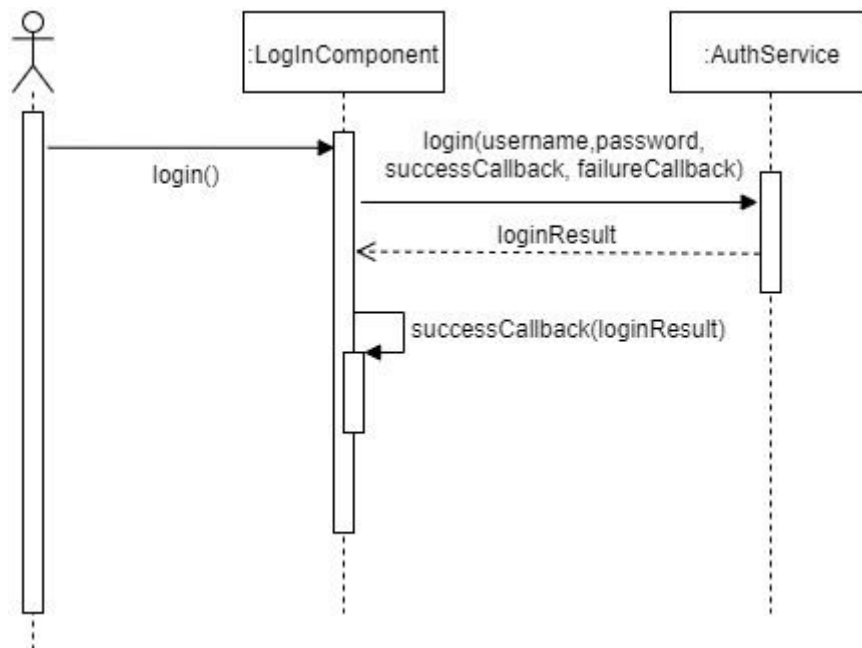 :LogInComponent
:AuthService
login()
login(username,password,
successCallback, failureCallback)
loginResult
successCallback(loginResult)